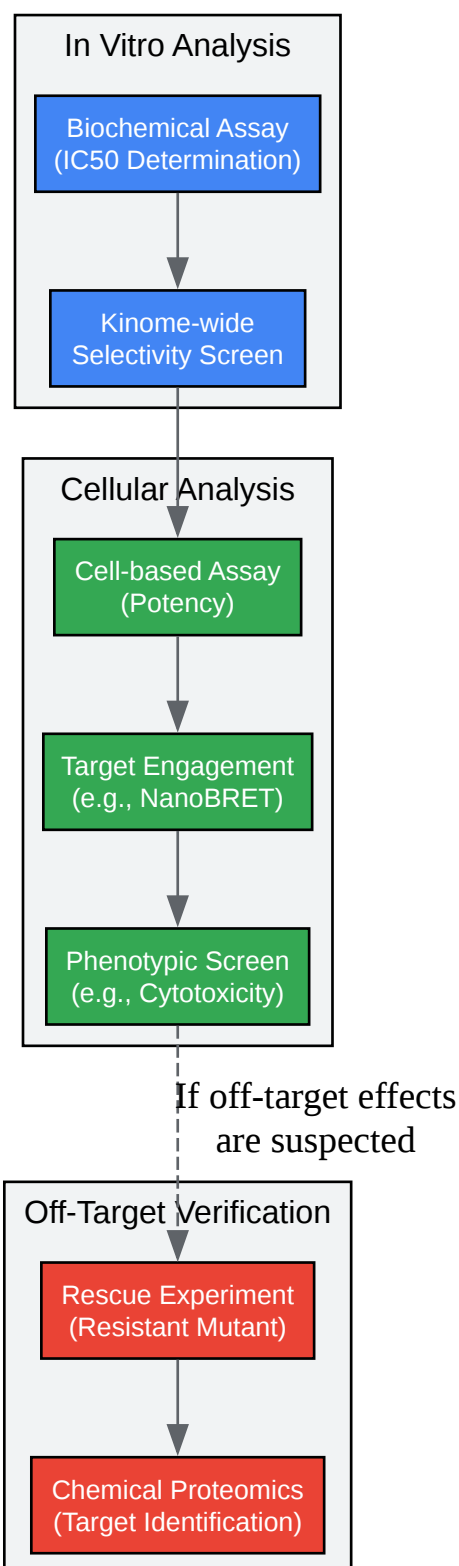 In Vitro Analysis
Biochemical Assay
(IC50 Determination)
Kinome-wide
Selectivity Screen
Cellular Analysis
Cell-based Assay
(Potency)
Target Engagement
(e.g., NanoBRET)
Phenotypic Screen
(e.g., Cytotoxicity)
If off-target effects
are suspected
Off-Target Verification
Rescue Experiment
(Resistant Mutant)
Chemical Proteomics
(Target Identification)